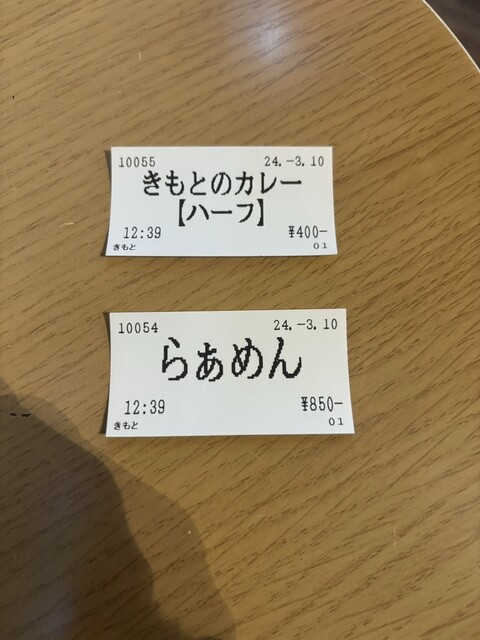 10055 24.-3.10
きもとのカレー
【ハーフ】
12:39 ¥400-
きもと 01
10054 24.-3.10
らぁめん
12:39 ¥850-
きもと 01